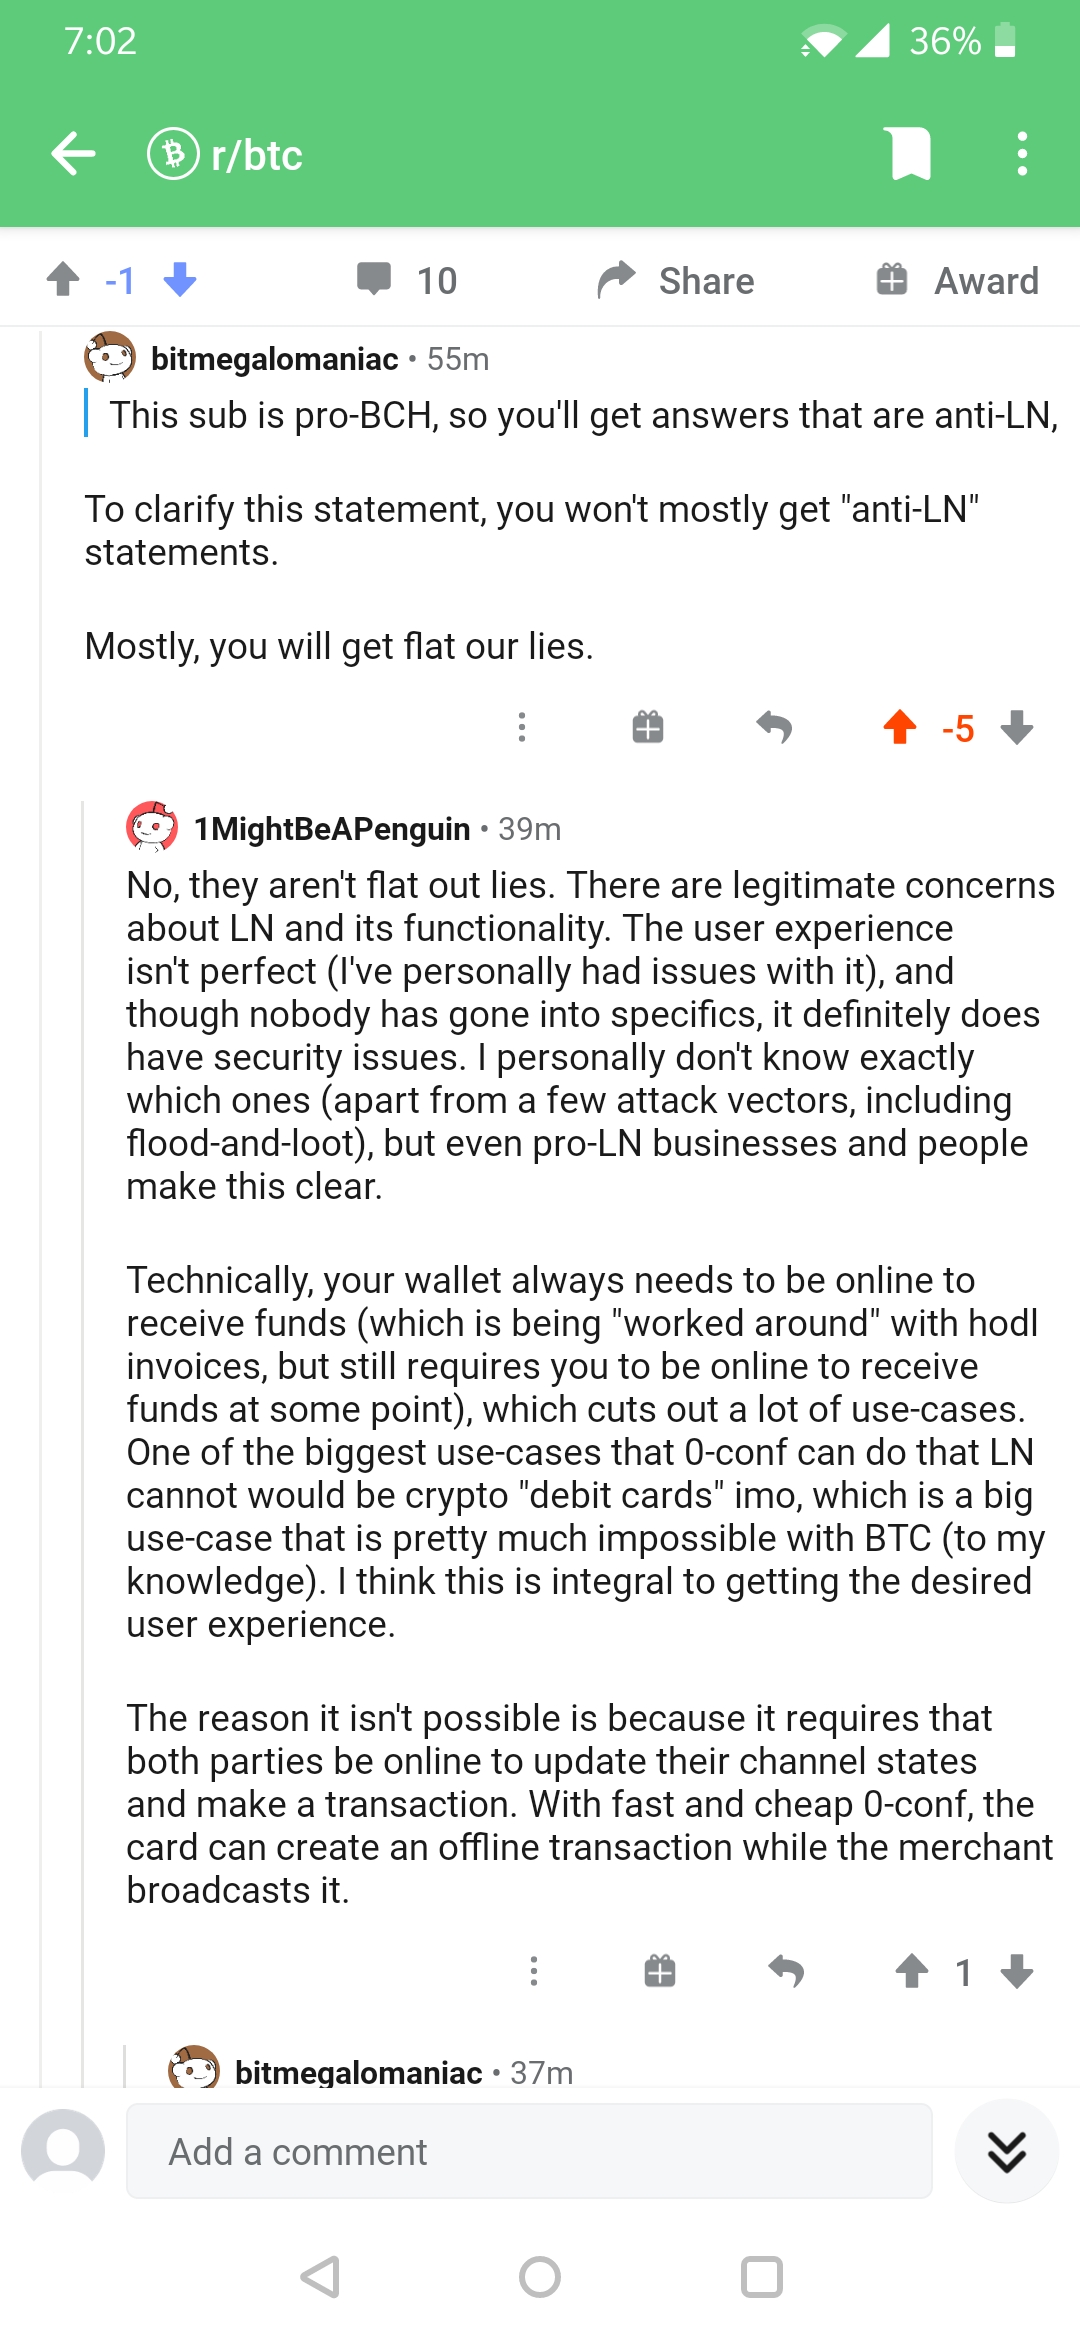 7:02
36%
r/btc
-1
10
Share
Award
bitmegalomaniac • 55m
This sub is pro-BCH, so you'll get answers that are anti-LN,
To clarify this statement, you won't mostly get "anti-LN"
statements.
Mostly, you will get flat our lies.
-5
1MightBeAPenguin • 39m
No, they aren't flat out lies. There are legitimate concerns
about LN and its functionality. The user experience
isn't perfect (I've personally had issues with it), and
though nobody has gone into specifics, it definitely does
have security issues. I personally don't know exactly
which ones (apart from a few attack vectors, including
flood-and-loot), but even pro-LN businesses and people
make this clear.
Technically, your wallet always needs to be online to
receive funds (which is being "worked around" with hodl
invoices, but still requires you to be online to receive
funds at some point), which cuts out a lot of use-cases.
One of the biggest use-cases that 0-conf can do that LN
cannot would be crypto "debit cards" imo, which is a big
use-case that is pretty much impossible with BTC (to my
knowledge). I think this is integral to getting the desired
user experience.
The reason it isn't possible is because it requires that
both parties be online to update their channel states
and make a transaction. With fast and cheap 0-conf, the
card can create an offline transaction while the merchant
broadcasts it.
1
bitmegalomaniac • 37m
Add a comment